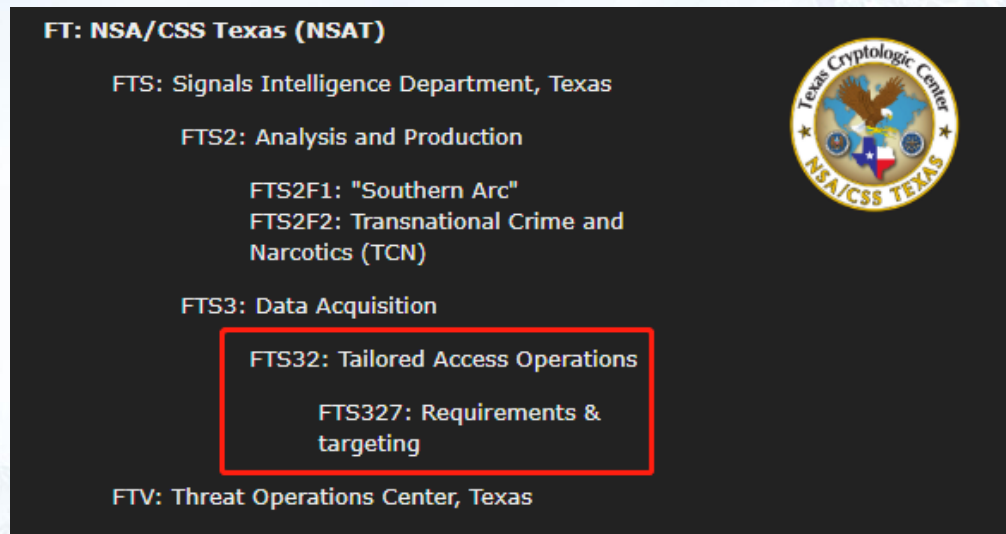 FT: NSA/CSS Texas (NSAT)
FTS: Signals Intelligence Department, Texas
FTS2: Analysis and Production
FTS2F1: "Southern Arc"
FTS2F2: Transnational Crime and
Narcotics (TCN)
FTS3: Data Acquisition
FTS32: Tailored Access Operations
FTS327: Requirements &
targeting
FTV: Threat Operations Center, Texas
Texas Cryptologic Center
NSA/CSS TEXAS